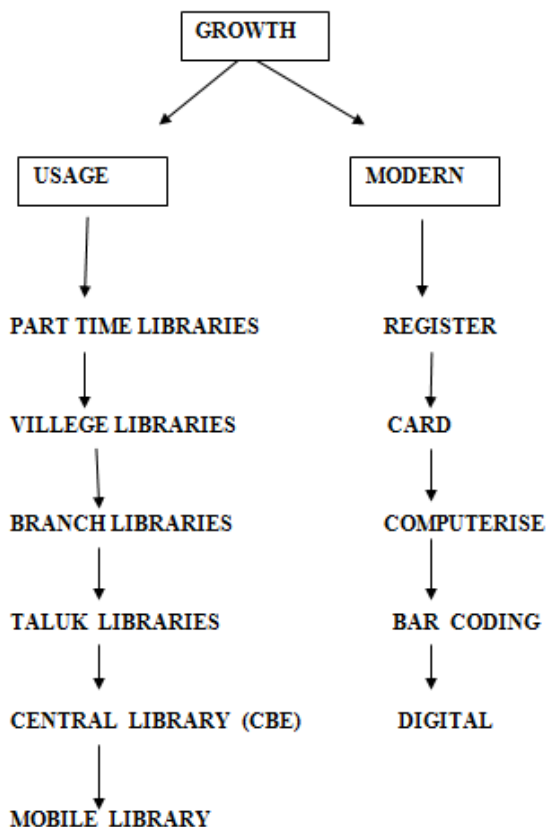 GROWTH
USAGE
MODERN
PART TIME LIBRARIES
REGISTER
VILLEGE LIBRARIES
CARD
BRANCH LIBRARIES
COMPUTERISE
TALUK LIBRARIES
BAR CODING
CENTRAL LIBRARY (CBE)
DIGITAL
MOBILE LIBRARY